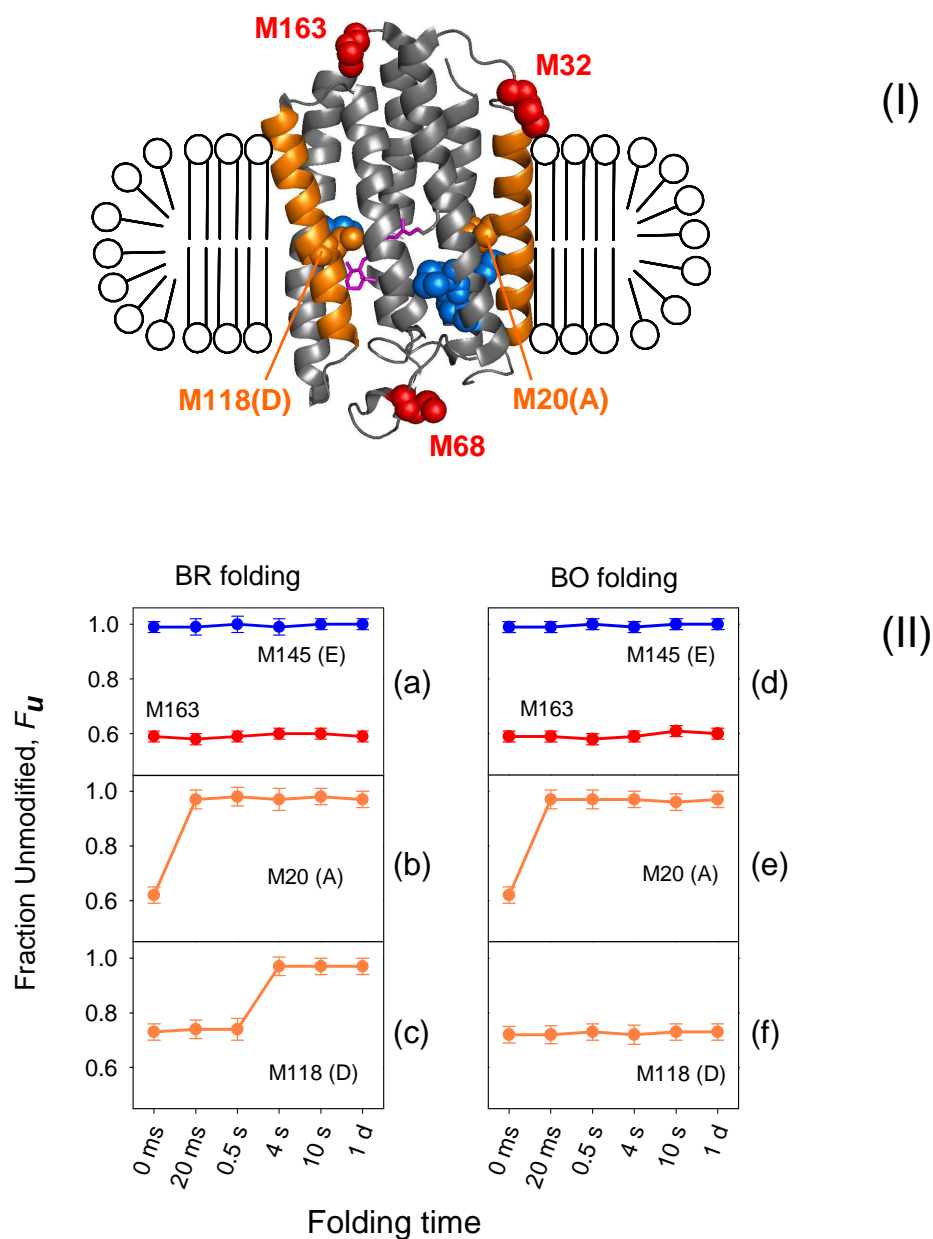 M163
M32
(I)
M118(D)
M20(A)
M68
BR folding
BO folding
(II)
Fraction Unmodified, Fu
1.0
0.8
0.6
M145 (E)
M163
(a)
M145 (E)
M163
(d)
1.0
0.8
0.6
M20 (A)
(b)
M20 (A)
(e)
1.0
0.8
0.6
M118 (D)
(c)
M118 (D)
(f)
0 ms
20 ms
0.5 s
4 s
10 s
1 d
0 ms
20 ms
0.5 s
4 s
10 s
1 d
Folding time